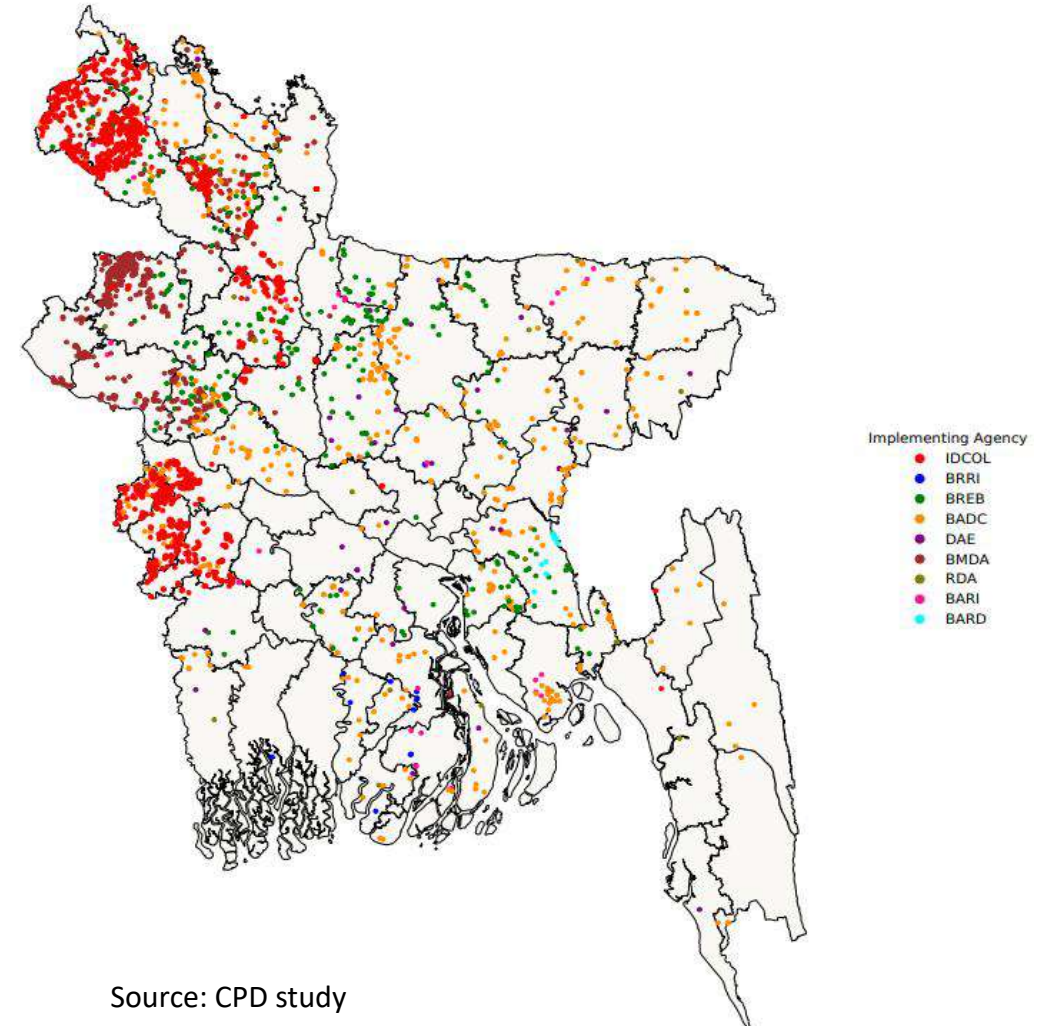 Implementing Agency
IDCOL
BRRI
BREB
BADC
DAE
BMDA
RDA
BARI
BARD
Source: CPD study